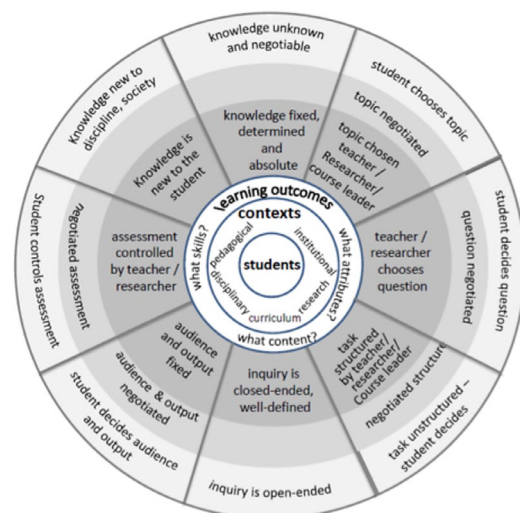 knowledge unknown
and negotiable
knowledge fixed,
determined
and
absolute
student chooses topic
topic negotiated
topic chosen
teacher /
Researcher/
course leader
student decides question
question negotiated
teacher /
researcher
chooses
question
task unstructured –
student decides
negotiated structure
task
structured
by teacher/
researcher/
Course leader
inquiry is
closed-ended,
well-defined
inquiry is open-ended
audience
and output
fixed
audience & output
negotiated
student decides audience
and output
assessment
controlled
by teacher /
researcher
negotiated assessment
Student controls assessment
Knowledge is
new to the
student
Knowledge new to
discipline, society
learning outcomes
what skills?
what attributes?
what content?
contexts
pedagogical
institutional
disciplinary
research
curriculum
students